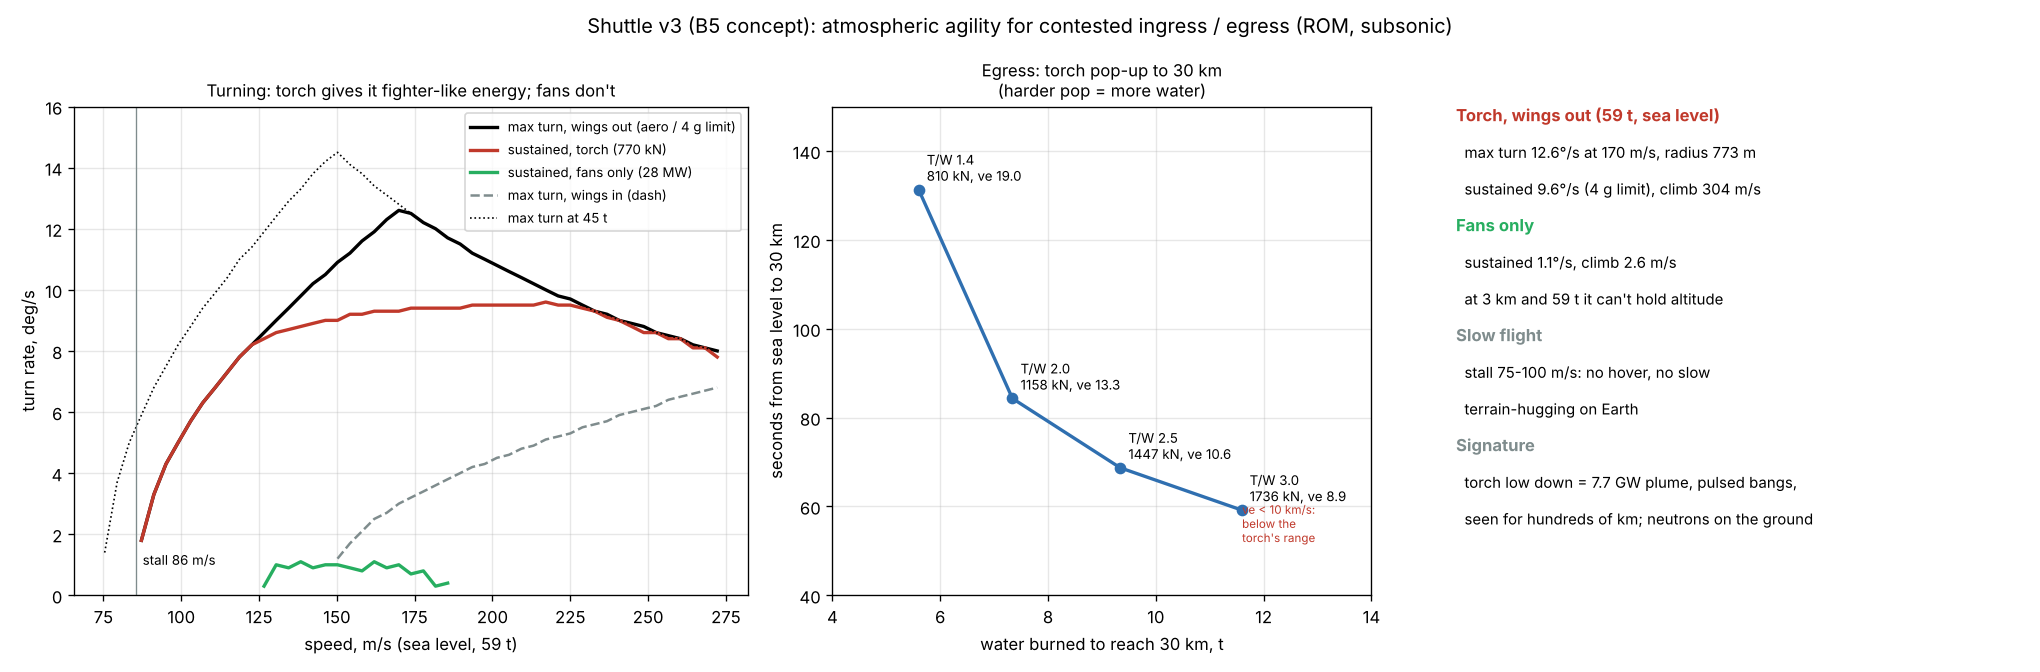 Shuttle v3 (B5 concept): atmospheric agility for contested ingress / egress (ROM, subsonic)
Turning: torch gives it fighter-like energy; fans don't
16
14
12
10
8
6
4
2
0
turn rate, deg/s
max turn, wings out (aero / 4 g limit)
sustained, torch (770 kN)
sustained, fans only (28 MW)
max turn, wings in (dash)
max turn at 45 t
stall 86 m/s
75
100
125
150
175
200
225
250
275
speed, m/s (sea level, 59 t)
Egress: torch pop-up to 30 km
(harder pop = more water)
140
120
100
80
60
40
seconds from sea level to 30 km
T/W 1.4
810 kN, ve 19.0
T/W 2.0
1158 kN, ve 13.3
T/W 2.5
1447 kN, ve 10.6
T/W 3.0
1736 kN, ve 8.9
ve < 10 km/s:
below the
torch's range
4
6
8
10
12
14
water burned to reach 30 km, t
Torch, wings out (59 t, sea level)
max turn 12.6°/s at 170 m/s, radius 773 m
sustained 9.6°/s (4 g limit), climb 304 m/s
Fans only
sustained 1.1°/s, climb 2.6 m/s
at 3 km and 59 t it can't hold altitude
Slow flight
stall 75-100 m/s: no hover, no slow
terrain-hugging on Earth
Signature
torch low down = 7.7 GW plume, pulsed bangs,
seen for hundreds of km; neutrons on the ground